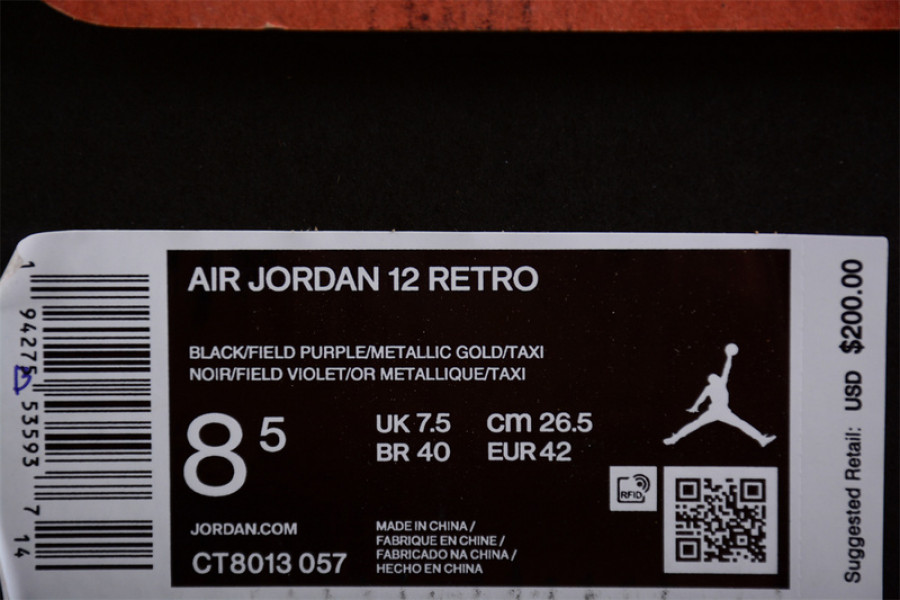 AIR JORDAN 12 RETRO
BLACK/FIELD PURPLE/METALLIC GOLD/TAXI
NOIR/FIELD VIOLET/OR METALLIQUE/TAXI
8 5
UK 7.5 cm 26.5
BR 40 EUR 42
RFID
JORDAN.COM
CT8013 057
MADE IN CHINA /
FABRIQUE EN CHINE /
FABRICADO NA CHINA /
HECHO EN CHINA
1 94275 53593 7 14
Suggested Retail: USD $200.00